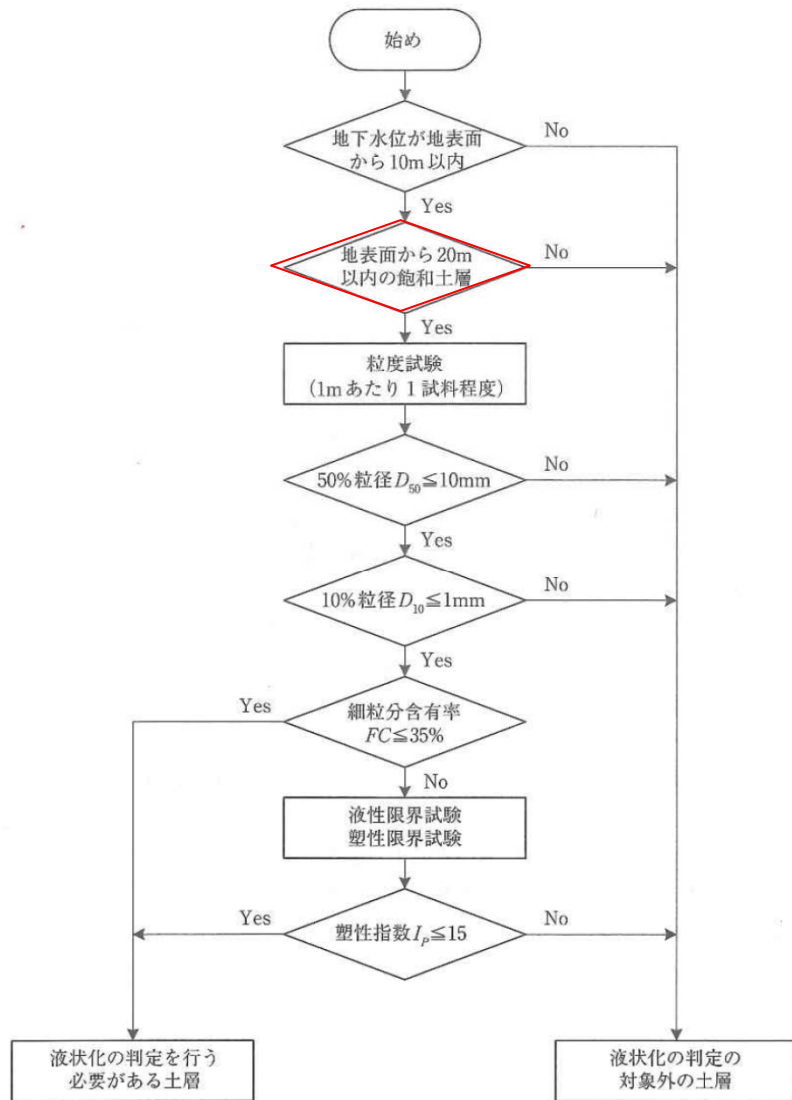 始め
地下水位が地表面
から10m以内
No
Yes
地表面から20m
以内の飽和土層
No
Yes
粒度試験
(1mあたり1試料程度)
50%粒径D50≦10mm
No
Yes
10%粒径D10≦1mm
No
Yes
Yes
細粒分含有率
FC≦35%
No
液性限界試験
塑性限界試験
Yes
塑性指数IP≦15
No
液状化の判定を行う
必要がある土層
液状化の判定の
対象外の土層